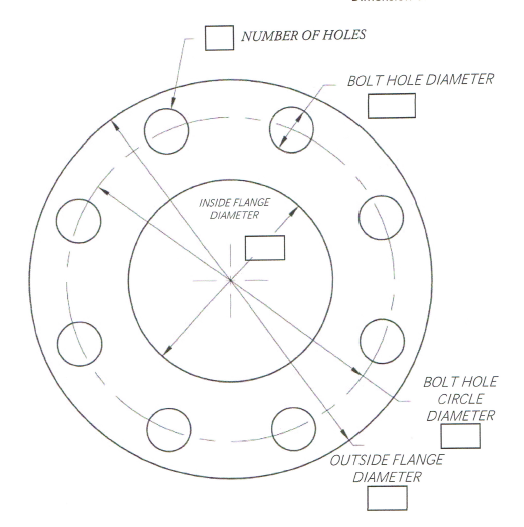 NUMBER OF HOLES
BOLT HOLE DIAMETER
INSIDE FLANGE
DIAMETER
BOLT HOLE
CIRCLE
DIAMETER
OUTSIDE FLANGE
DIAMETER